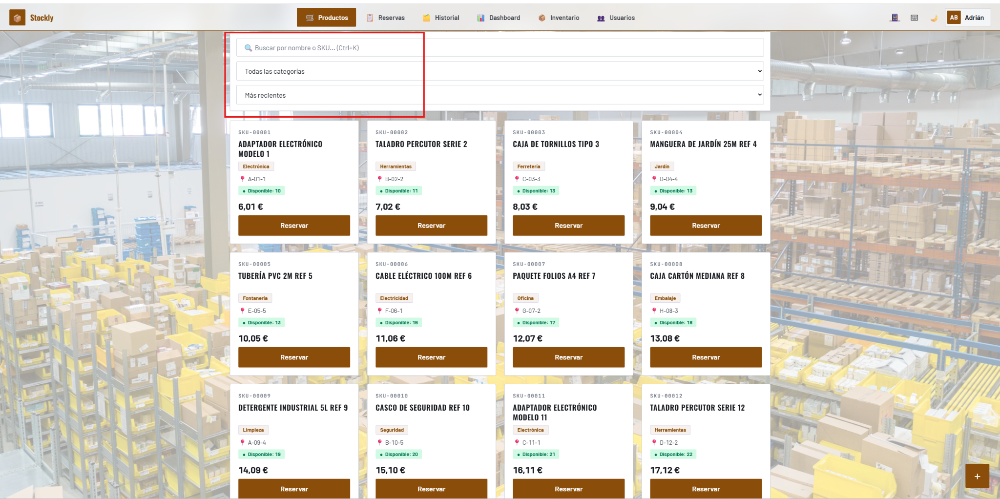 Stockly
Productos
Reservas
Historial
Dashboard
Inventario
Usuarios
AB
Adrián
Buscar por nombre o SKU... (Ctrl+K)
Todas las categorías
Más recientes
SKU-00001
ADAPTADOR ELECTRÓNICO
MODELO 1
Electrónica
A-01-1
Disponible: 10
6,01 €
Reservar
SKU-00002
TALADRO PERCUTOR SERIE 2
Herramientas
B-02-2
Disponible: 11
7,02 €
Reservar
SKU-00003
CAJA DE TORNILLOS TIPO 3
Ferretería
C-03-3
Disponible: 13
8,03 €
Reservar
SKU-00004
MANGUERA DE JARDÍN 25M REF 4
Jardín
D-04-4
Disponible: 13
9,04 €
Reservar
SKU-00005
TUBERÍA PVC 2M REF 5
Fontanería
E-05-5
Disponible: 13
10,05 €
Reservar
SKU-00006
CABLE ELÉCTRICO 100M REF 6
Electricidad
F-06-1
Disponible: 16
11,06 €
Reservar
SKU-00007
PAQUETE FOLIOS A4 REF 7
Oficina
G-07-2
Disponible: 17
12,07 €
Reservar
SKU-00008
CAJA CARTÓN MEDIANA REF 8
Embalaje
H-08-3
Disponible: 18
13,08 €
Reservar
SKU-00009
DETERGENTE INDUSTRIAL 5L REF 9
Limpieza
A-09-4
Disponible: 19
14,09 €
Reservar
SKU-00010
CASCO DE SEGURIDAD REF 10
Seguridad
B-10-5
Disponible: 20
15,10 €
Reservar
SKU-00011
ADAPTADOR ELECTRÓNICO
MODELO 11
Electrónica
C-11-1
Disponible: 21
16,11 €
Reservar
SKU-00012
TALADRO PERCUTOR SERIE 12
Herramientas
D-12-2
Disponible: 22
17,12 €
Reservar
+